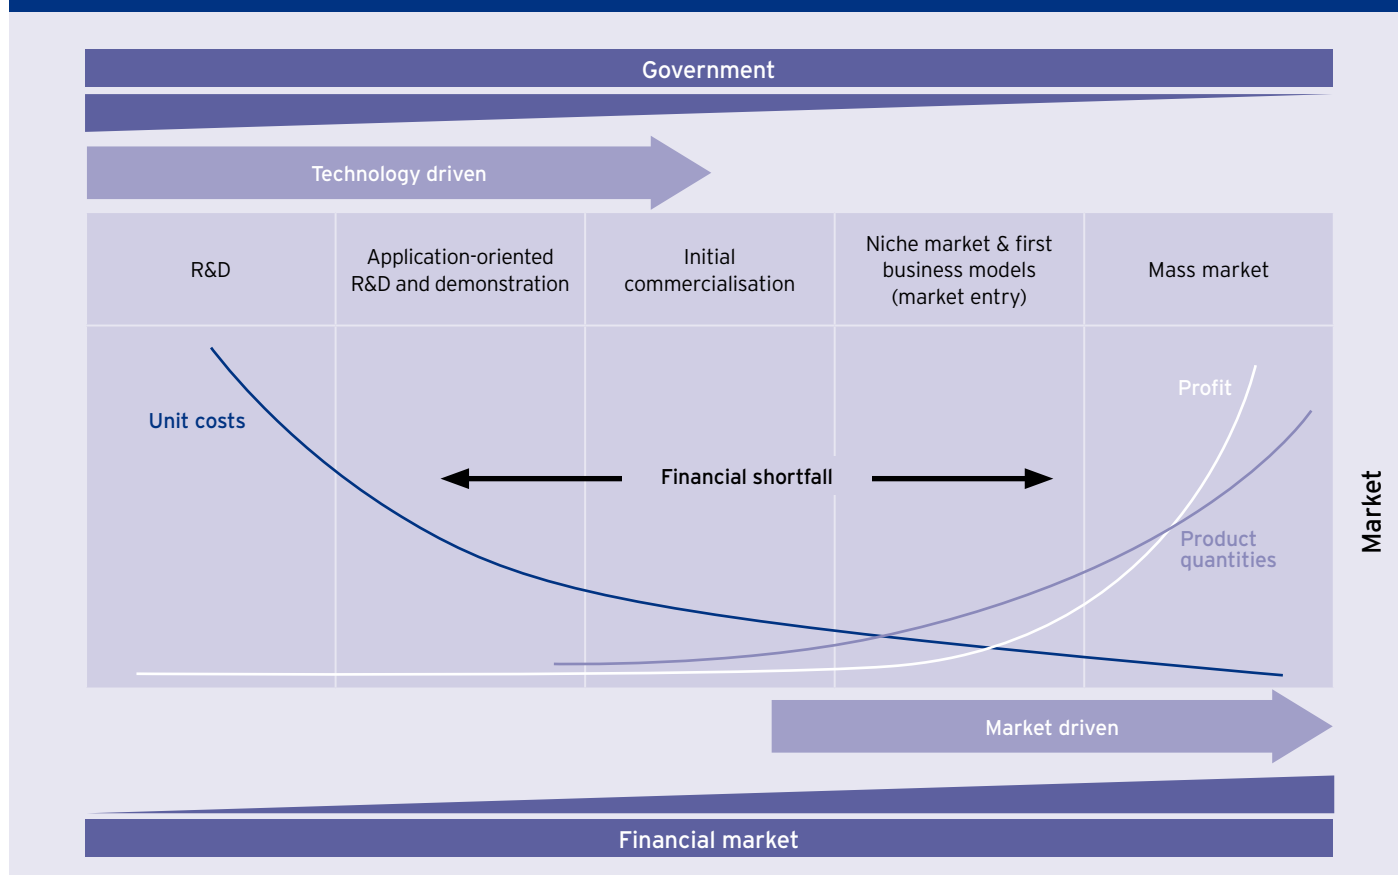 Government
Technology driven
R&D
Application-oriented
R&D and demonstration
Initial
commercialisation
Niche market & first
business models
(market entry)
Mass market
Unit costs
Profit
Financial shortfall
Product
quantities
Market
Market driven
Financial market